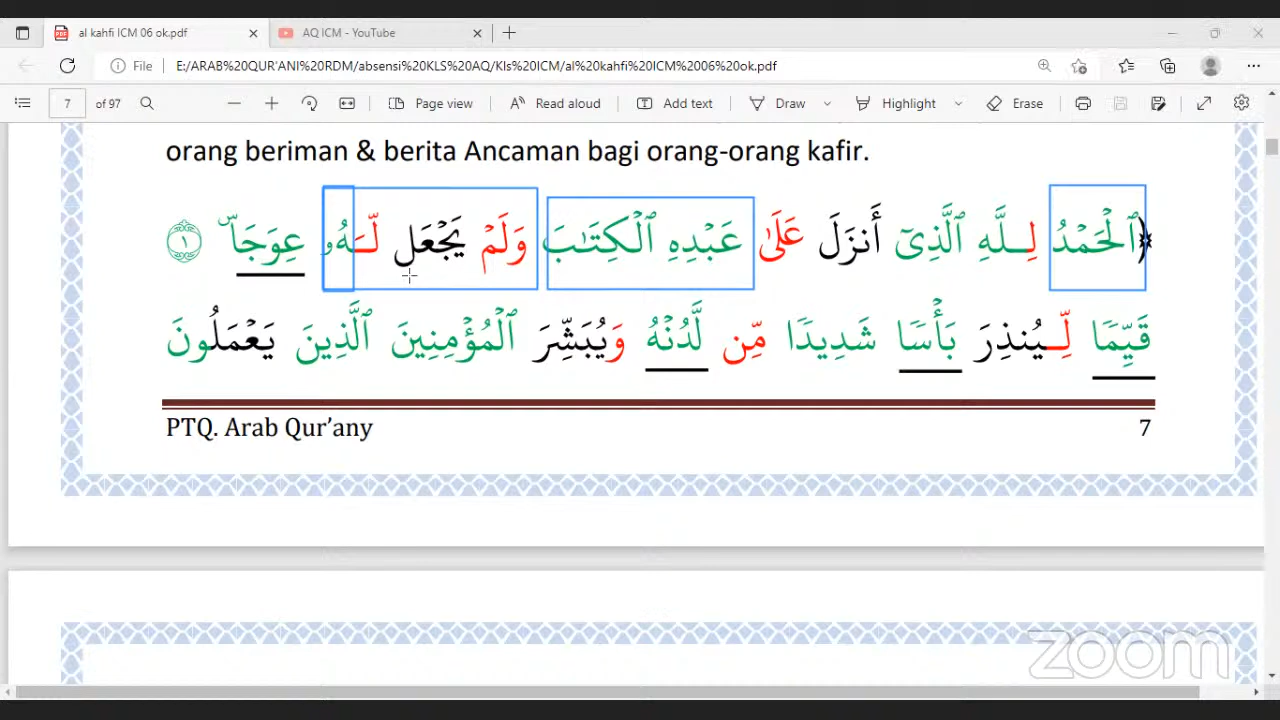 al kahfi ICM 06 ok.pdf
AQ ICM - YouTube
File E:/ARAB%20QUR'ANI%20RDM/absensi%20KLS%20AQ/Kls%20ICM/al%20kahfi%20ICM%2006%20ok.pdf
7 of 97 Page view Read aloud Add text Draw Highlight Erase
orang beriman & berita Ancaman bagi orang-orang kafir.
﴿ٱلْحَمْدُ لِـلَّهِ ٱلَّذِىٓ أَنزَلَ عَلَىٰ عَبْدِهِ ٱلْكِتَـٰبَ وَلَمْ يَجْعَل لَّـهُۥ عِوَجَاۜ ١
قَيِّمًا لِّـيُنذِرَ بَأْسًا شَدِيدًا مِّن لَّدُنْهُ وَيُبَشِّرَ ٱلْمُؤْمِنِينَ ٱلَّذِينَ يَعْمَلُونَ
PTQ. Arab Qur’any 7
zoom